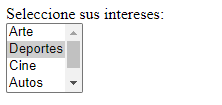 Seleccione sus intereses:
Arte
Deportes
Cine
Autos